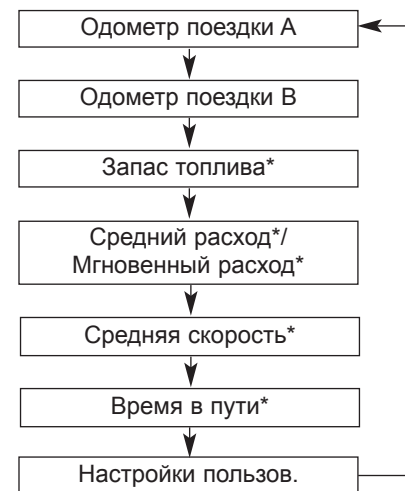 Одометр поездки A
Одометр поездки B
Запас топлива*
Средний расход*/
Мгновенный расход*
Средняя скорость*
Время в пути*
Настройки пользов.